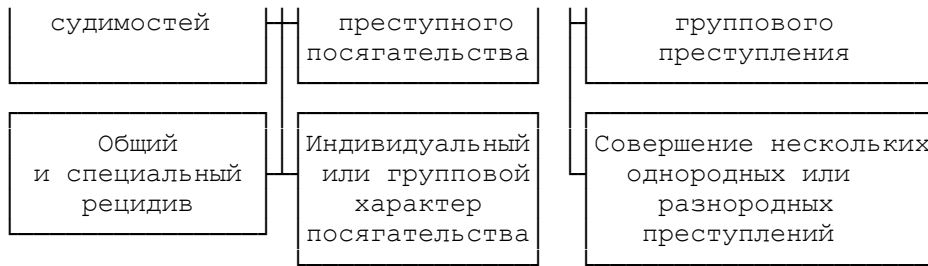 судимостей
преступного
посягательства
группового
преступления
Общий
и специальный
рецидив
Индивидуальный
или групповой
характер
посягательства
Совершение нескольких
однородных или
разнородных
преступлений